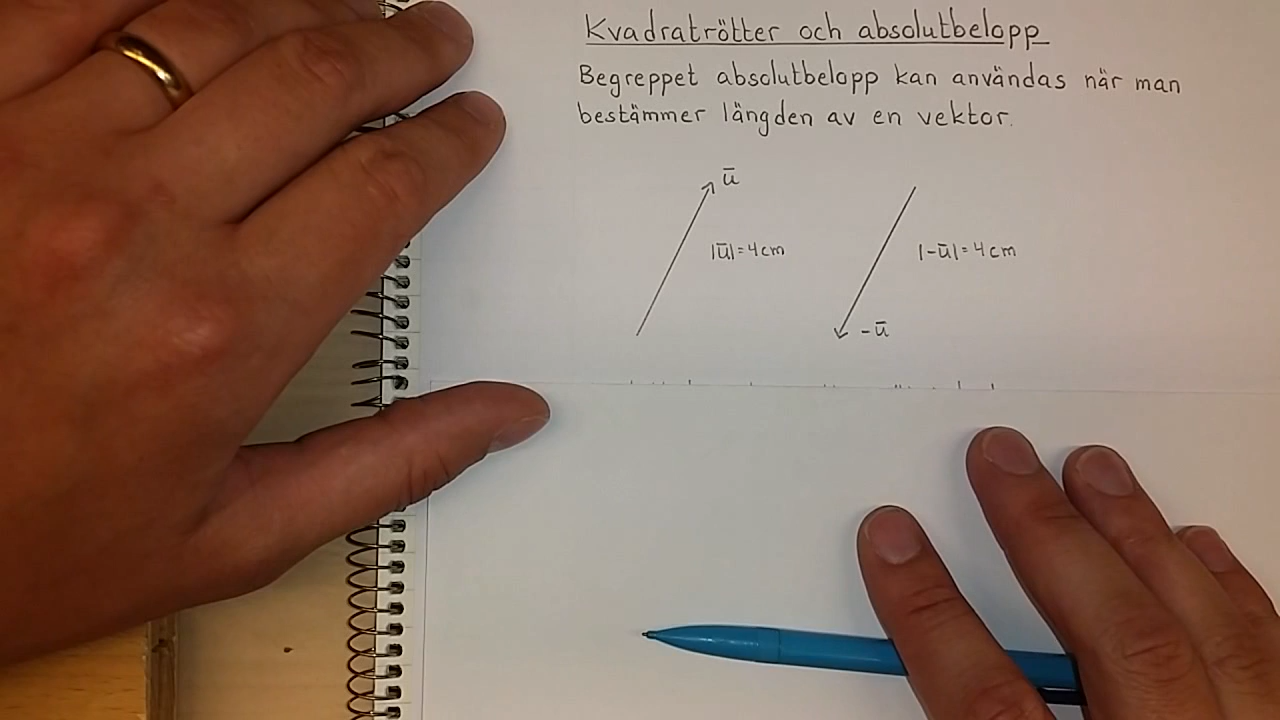 Kvadratrötter och absolutbelopp
Begreppet absolutbelopp kan användas när man
bestämmer längden av en vektor.
ū
|ū|=4cm
|-ū|=4cm
-ū